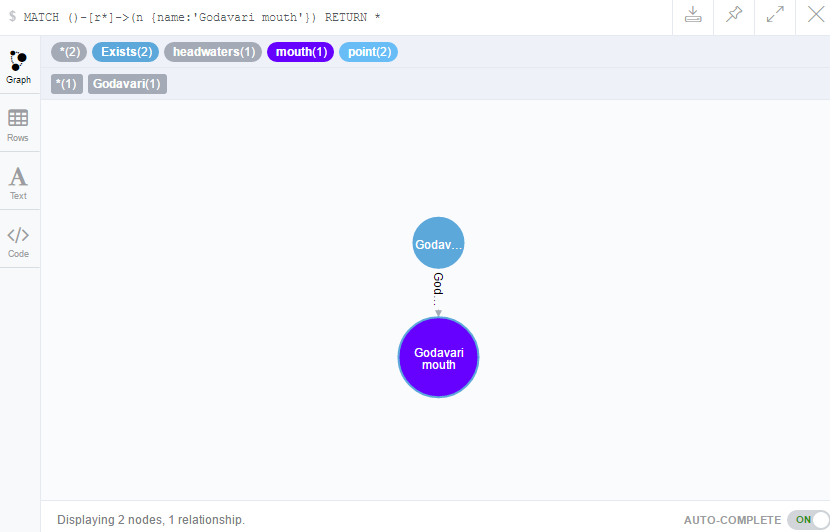 $ MATCH ()-[r*]->(n {name:'Godavari mouth'}) RETURN *
*(2) Exists(2) headwaters(1) mouth(1) point(2)
Graph
*(1) Godavari(1)
Rows
A
Text
</>
Code
Godav...
God...
Godavari
mouth
Displaying 2 nodes, 1 relationship.
AUTO-COMPLETE ON